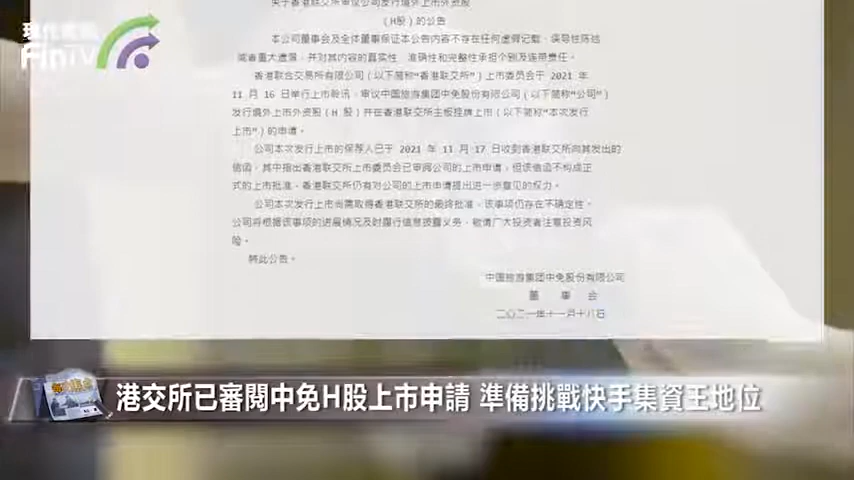 现代电视
FinTV
关于香港联交所审议公司发行境外上市外资股
（H股）的公告
本公司董事会及全体董事保证本公告内容不存在任何虚假记载、误导性陈述
或者重大遗漏，并对其内容的真实性、准确性和完整性承担个别及连带责任。
香港联合交易所有限公司（以下简称“香港联交所”）上市委员会于 2021 年
11 月 16 日举行上市聆讯，审议中国旅游集团中免股份有限公司（以下简称“公司”）
发行境外上市外资股（H 股）并在香港联交所主板挂牌上市（以下简称“本次发行
上市”）的申请。
公司本次发行上市的保荐人已于 2021 年 11 月 17 日收到香港联交所向其发出的
信函，其中指出香港联交所上市委员会已审阅公司的上市申请，但该信函不构成正
式的上市批准，香港联交所仍有对公司的上市申请提出进一步意见的权力。
公司本次发行上市尚需取得香港联交所的最终批准，该事项仍存在不确定性。
公司将根据该事项的进展情况及时履行信息披露义务，敬请广大投资者注意投资风
险。
特此公告。
中国旅游集团中免股份有限公司
董 事 会
二〇二一年十一月十八日
港交所已審閱中免H股上市申請 準備挑戰快手集資王地位